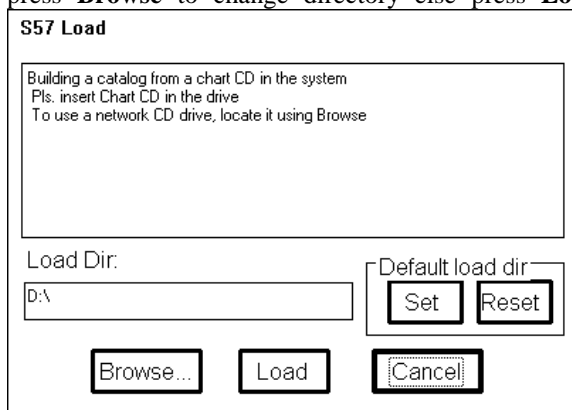 press Browse to change directory else press Lo
S57 Load
Building a catalog from a chart CD in the system
Pls. insert Chart CD in the drive
To use a network CD drive, locate it using Browse
Load Dir:
Default load dir
D:\
Set
Reset
Browse...
Load
Cancel